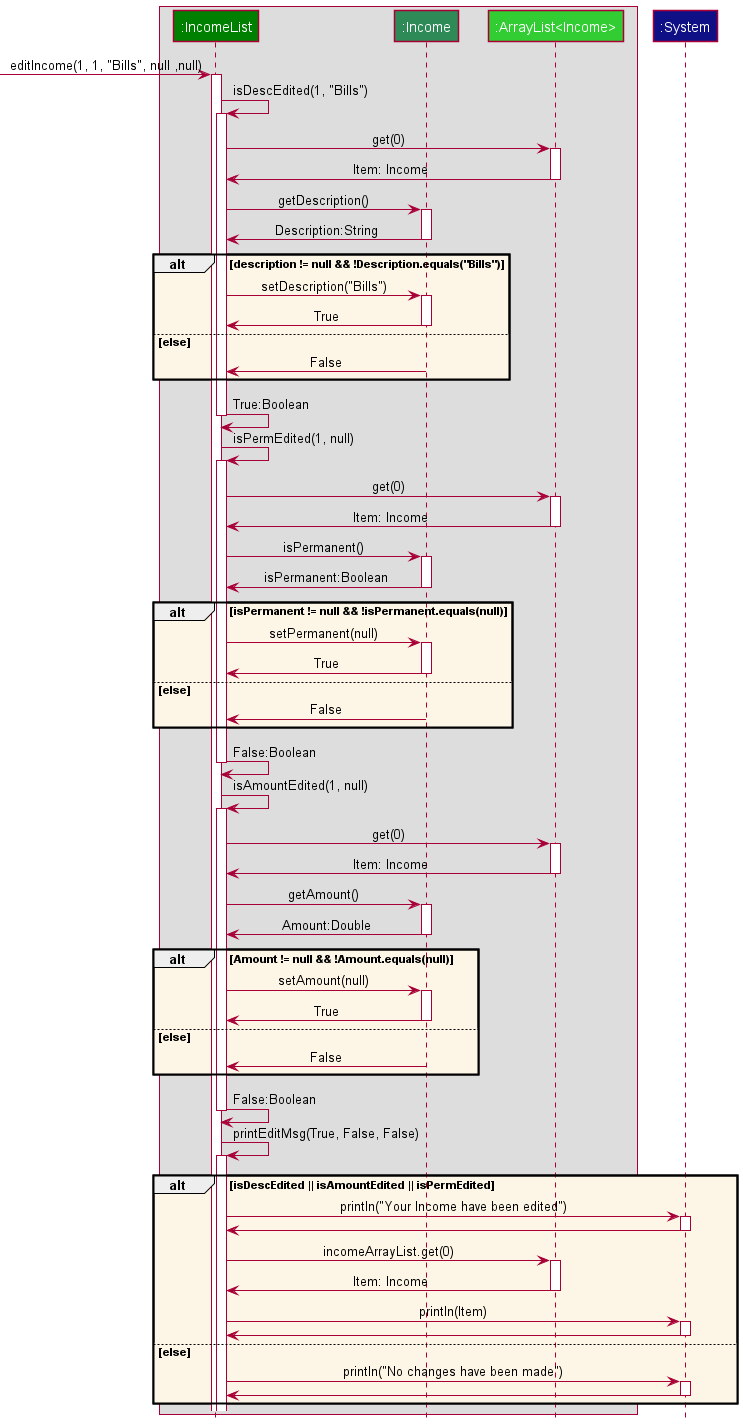 :IncomeList :Income :ArrayList<Income> :System
editIncome(1, 1, "Bills", null ,null)
isDescEdited(1, "Bills")
get(0)
Item: Income
getDescription()
Description:String
alt [description != null && !Description.equals("Bills")]
setDescription("Bills")
True
[else]
False
True:Boolean
isPermEdited(1, null)
get(0)
Item: Income
isPermanent()
isPermanent:Boolean
alt [isPermanent != null && !isPermanent.equals(null)]
setPermanent(null)
True
[else]
False
False:Boolean
isAmountEdited(1, null)
get(0)
Item: Income
getAmount()
Amount:Double
alt [Amount != null && !Amount.equals(null)]
setAmount(null)
True
[else]
False
False:Boolean
printEditMsg(True, False, False)
alt [isDescEdited || isAmountEdited || isPermEdited]
println("Your Income have been edited")
incomeArrayList.get(0)
Item: Income
println(Item)
[else]
println("No changes have been made,")